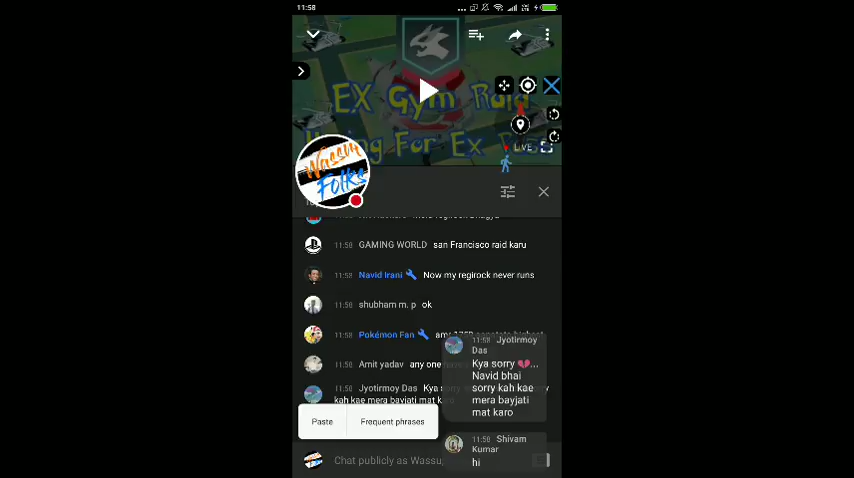 11:58
EX Gym Raid
For Ex
LIVE
Wassup
Folks
11:58 GAMING WORLD san Francisco raid karu
11:58 Navid Irani Now my regirock never runs
11:58 shubham m. p ok
11:58 Pokémon Fan
11:58 Amit yadav any one
11:58 Jyotirmoy Das Kya
kah kae mera bayjati mat karo
11:58 Jyotirmoy
Das
Kya sorry 💔...
Navid bhai
sorry kah kae
mera bayjati
mat karo
Paste Frequent phrases
11:58 Shivam
Kumar
hi
Chat publicly as Wassu